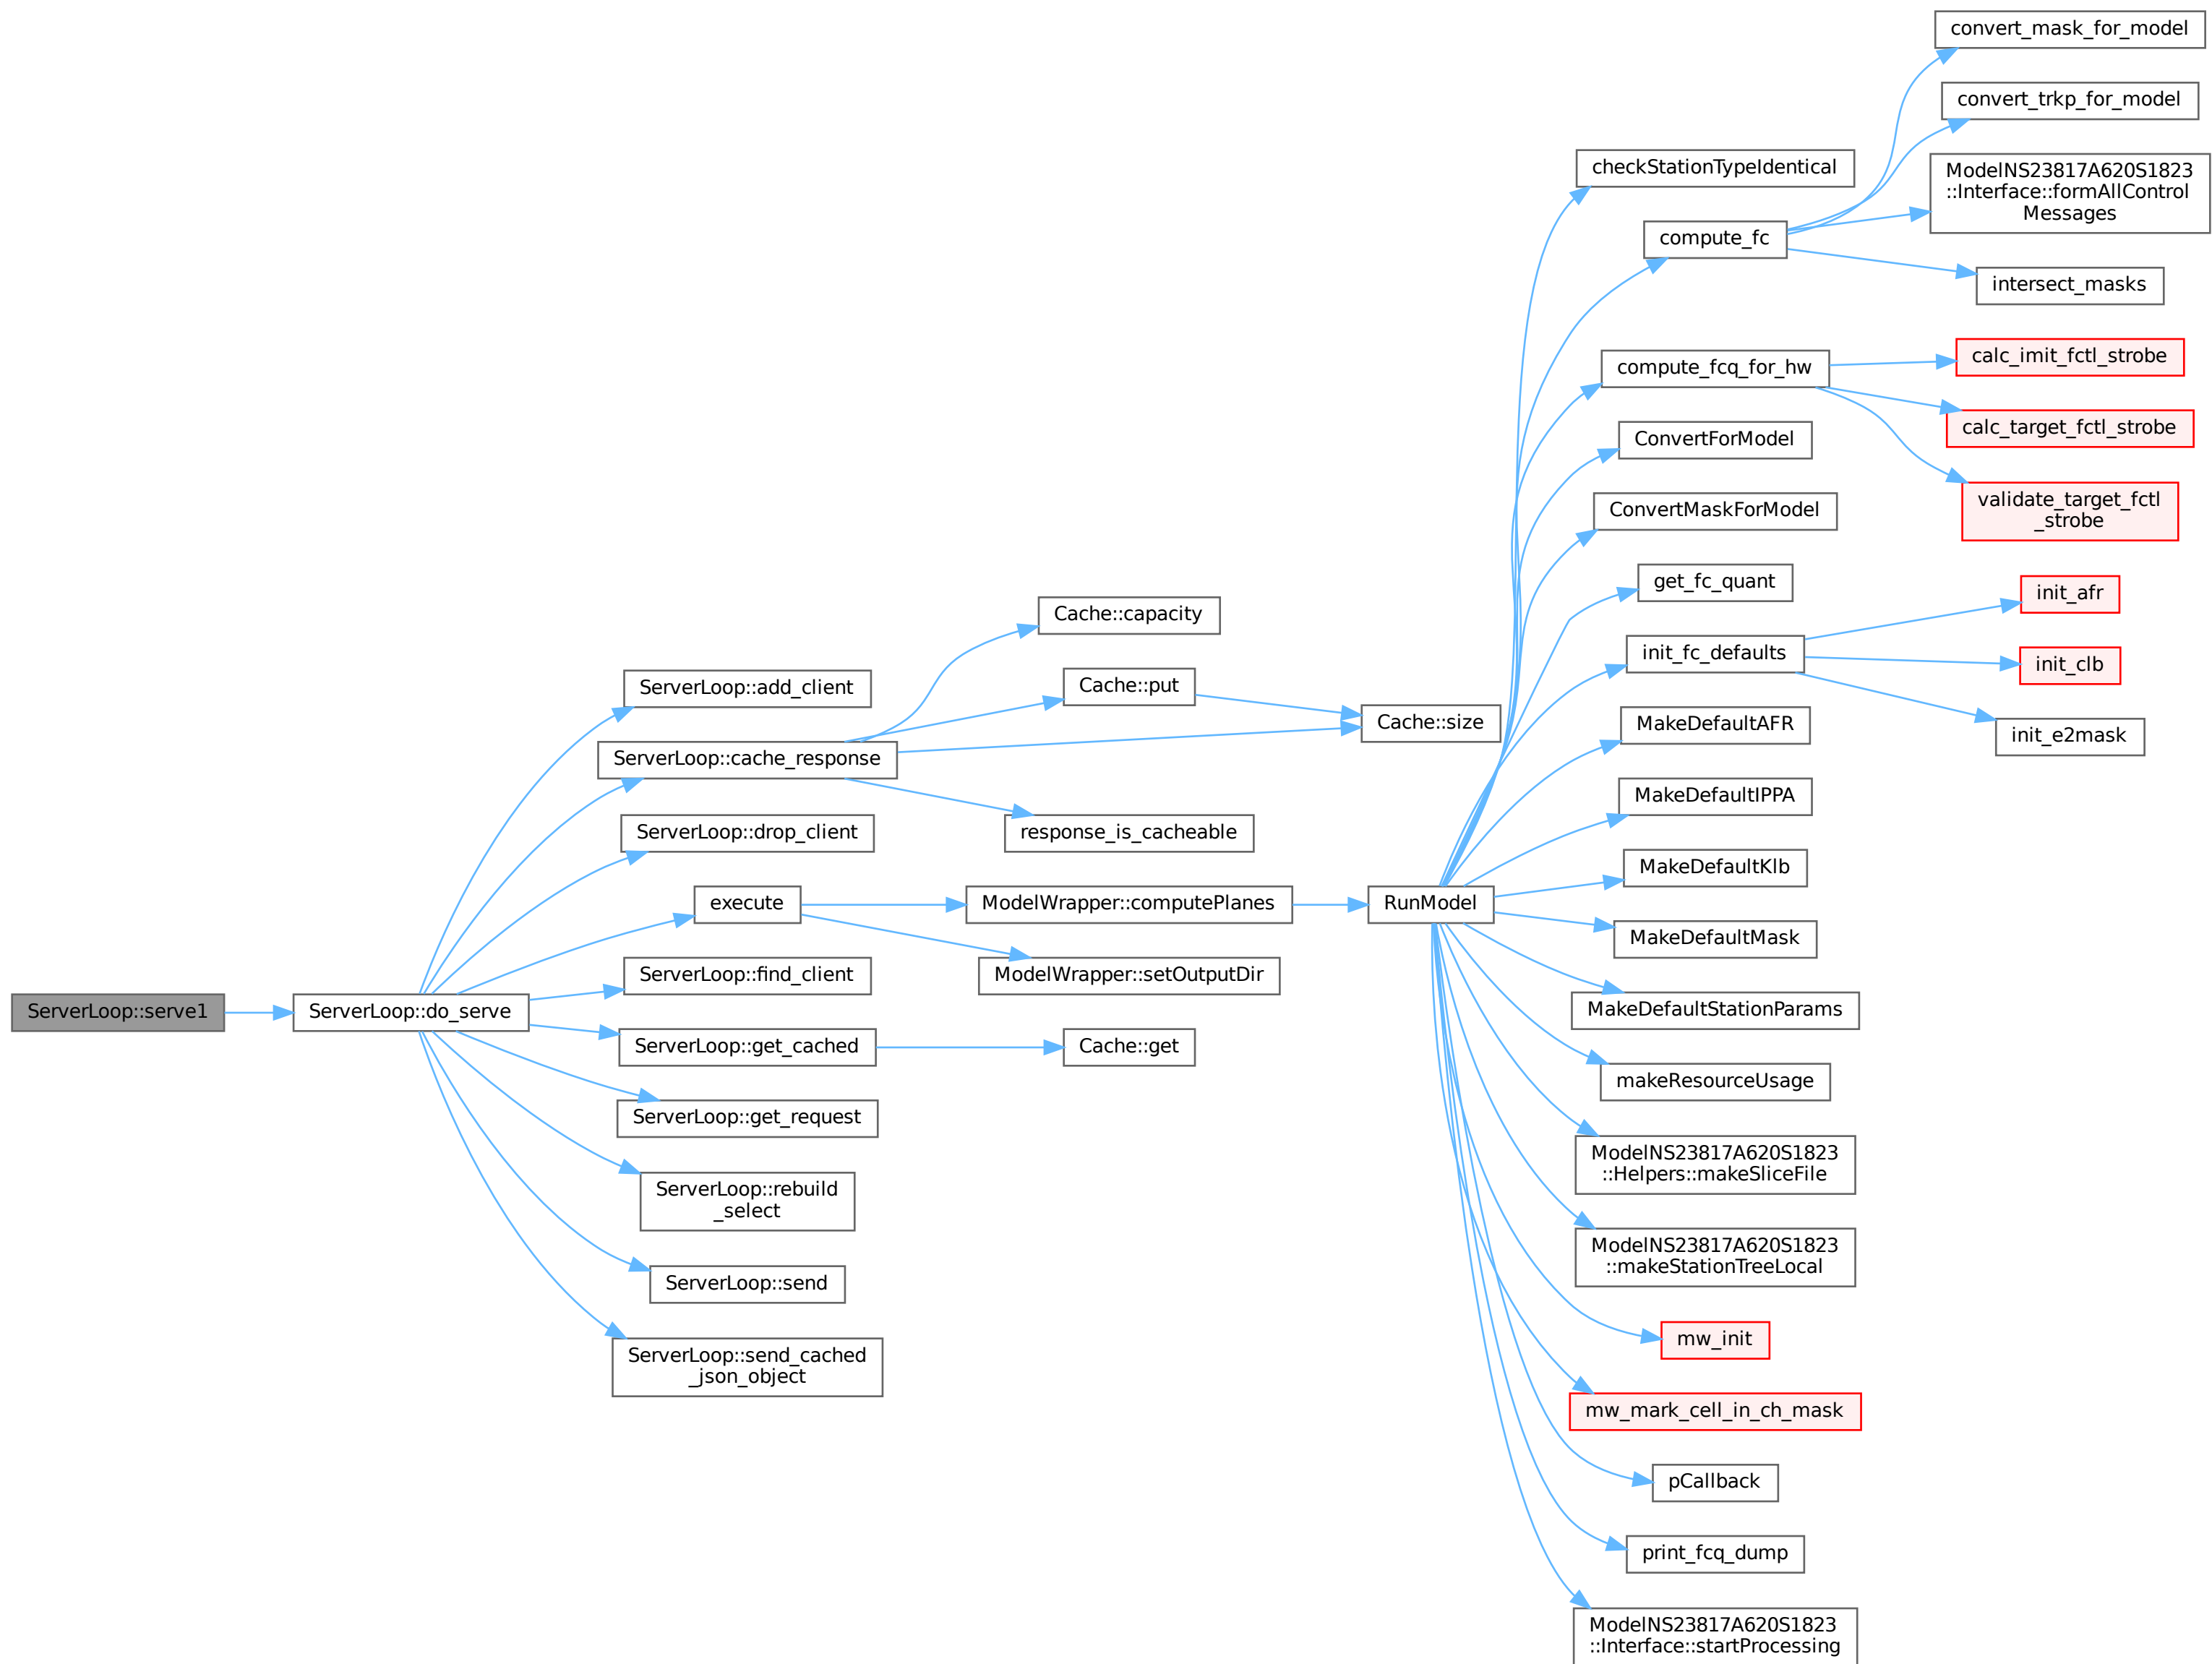 convert_mask_for_model
convert_trkp_for_model
checkStationTypeIdentical
ModelNS23817A620S1823
::Interface::formAllControl
Messages
compute_fc
intersect_masks
compute_fcq_for_hw
calc_imit_fctl_strobe
calc_target_fctl_strobe
ConvertForModel
validate_target_fctl
_strobe
ConvertMaskForModel
get_fc_quant
init_afr
Cache::capacity
init_fc_defaults
init_clb
ServerLoop::add_client
Cache::put
Cache::size
MakeDefaultAFR
init_e2mask
ServerLoop::cache_response
MakeDefaultIPPA
ServerLoop::drop_client
response_is_cacheable
MakeDefaultKlb
execute
ModelWrapper::computePlanes
RunModel
MakeDefaultMask
ServerLoop::find_client
ModelWrapper::setOutputDir
ServerLoop::serve1
ServerLoop::do_serve
MakeDefaultStationParams
ServerLoop::get_cached
Cache::get
makeResourceUsage
ServerLoop::get_request
ModelNS23817A620S1823
::Helpers::makeSliceFile
ServerLoop::rebuild
_select
ModelNS23817A620S1823
::makeStationTreeLocal
ServerLoop::send
mw_init
ServerLoop::send_cached
_json_object
mw_mark_cell_in_ch_mask
pCallback
print_fcq_dump
ModelNS23817A620S1823
::Interface::startProcessing